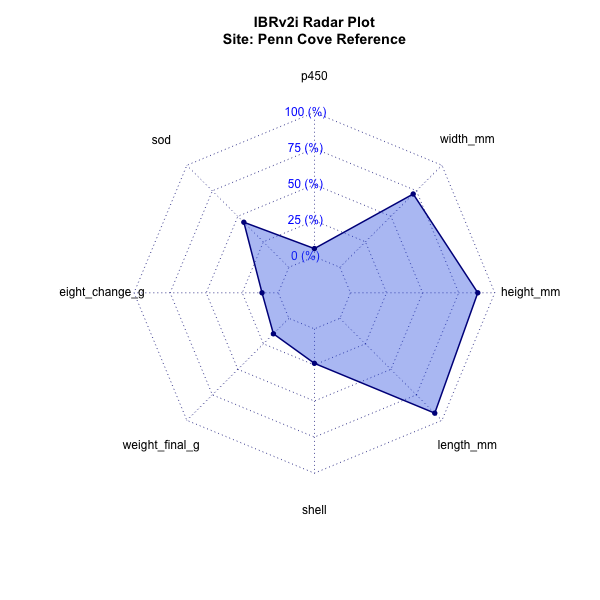 IBRv2i Radar Plot
Site: Penn Cove Reference
p450
100 (%)
sod
width_mm
75 (%)
50 (%)
25 (%)
0 (%)
eight_change_g
height_mm
weight_final_g
length_mm
shell